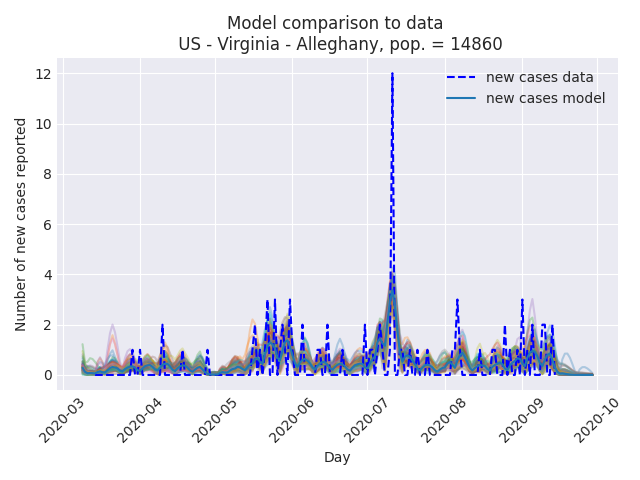 Model comparison to data
US - Virginia - Alleghany, pop. = 14860
new cases data
new cases model
Number of new cases reported
12
10
8
6
4
2
0
2020-03
2020-04
2020-05
2020-06
2020-07
2020-08
2020-09
2020-10
Day